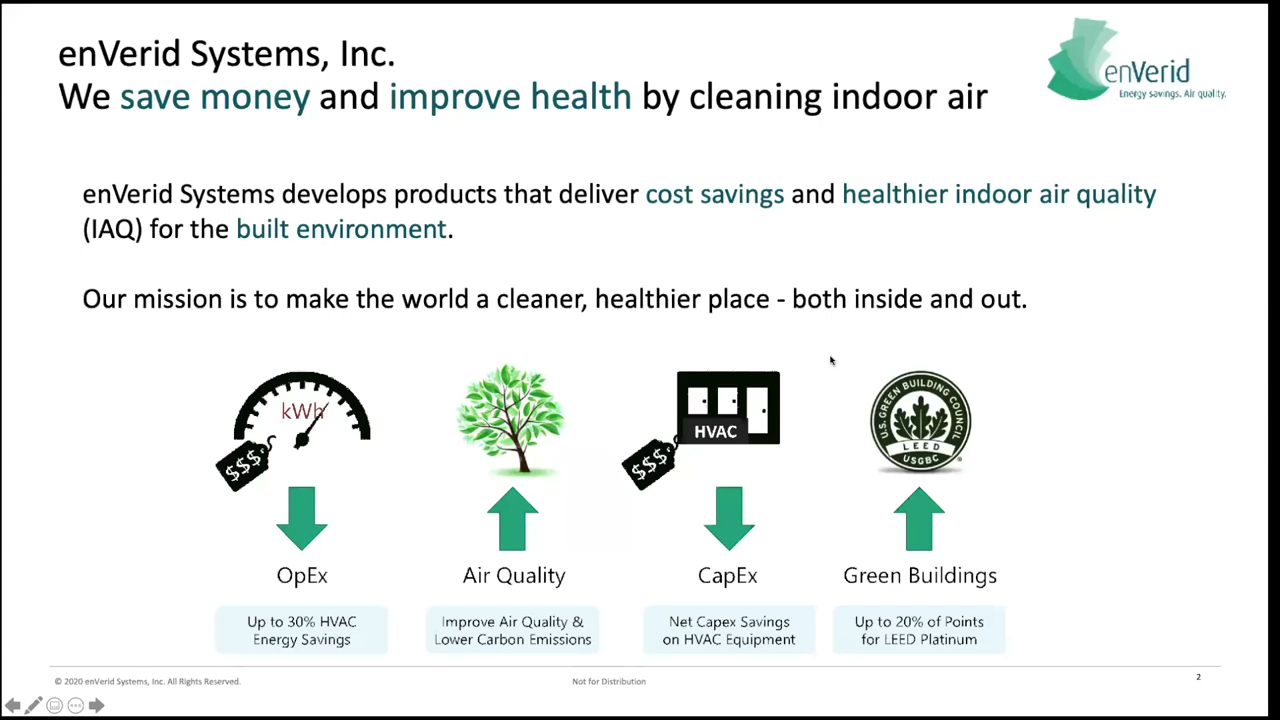 enVerid Systems, Inc.
We save money and improve health by cleaning indoor air
enVerid
Energy savings. Air quality.
enVerid Systems develops products that deliver cost savings and healthier indoor air quality
(IAQ) for the built environment.
Our mission is to make the world a cleaner, healthier place - both inside and out.
kWh
$$$
HVAC
$$$
U.S. GREEN BUILDING COUNCIL
LEED
USGBC
OpEx
Air Quality
CapEx
Green Buildings
Up to 30% HVAC
Energy Savings
Improve Air Quality &
Lower Carbon Emissions
Net Capex Savings
on HVAC Equipment
Up to 20% of Points
for LEED Platinum
© 2020 enVerid Systems, Inc. All Rights Reserved.
Not for Distribution
2